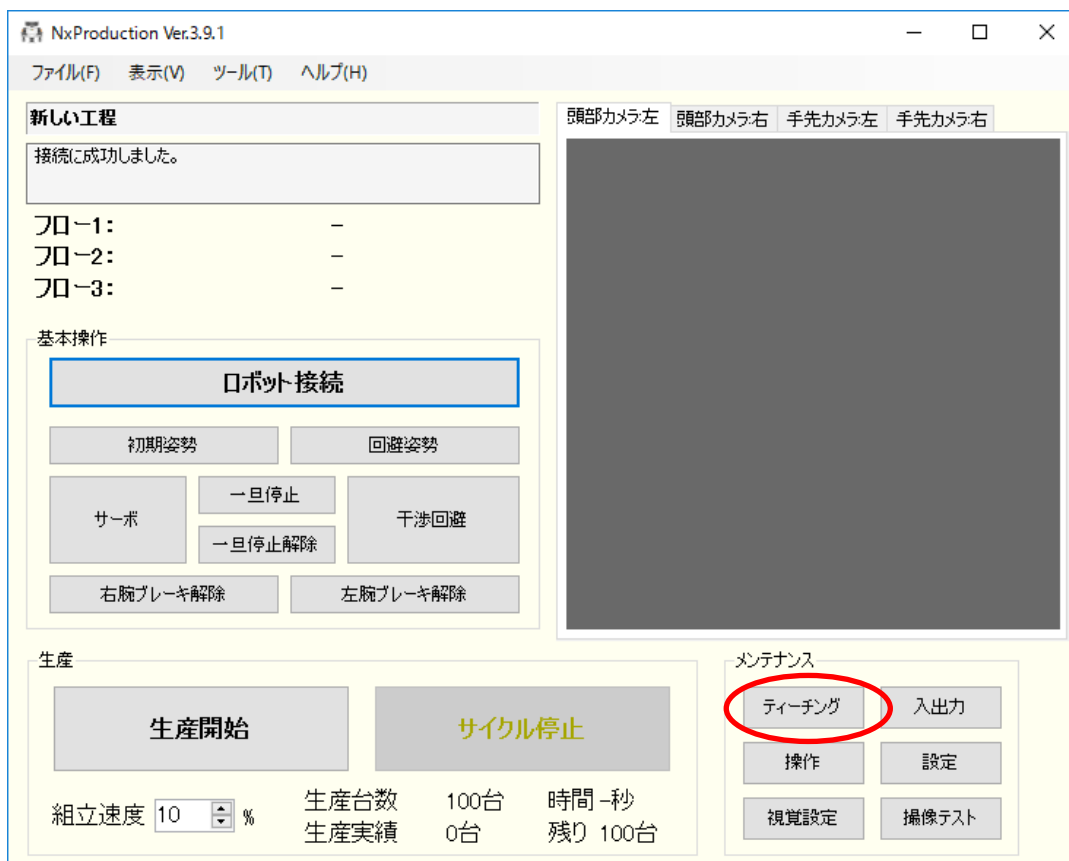 NxProduction Ver.3.9.1
ファイル(F) 表示(V) ツール(T) ヘルプ(H)
新しい工程
接続に成功しました。
フロー1: －
フロー2: －
フロー3: －
頭部カメラ:左 頭部カメラ:右 手先カメラ:左 手先カメラ:右
基本操作
ロボット接続
初期姿勢 回避姿勢
サーボ 一旦停止 干渉回避
一旦停止解除
右腕ブレーキ解除 左腕ブレーキ解除
生産
生産開始 サイクル停止
組立速度 10 %
生産台数 100台 時間 -秒
生産実績 0台 残り 100台
メンテナンス
ティーチング 入出力
操作 設定
視覚設定 撮像テスト